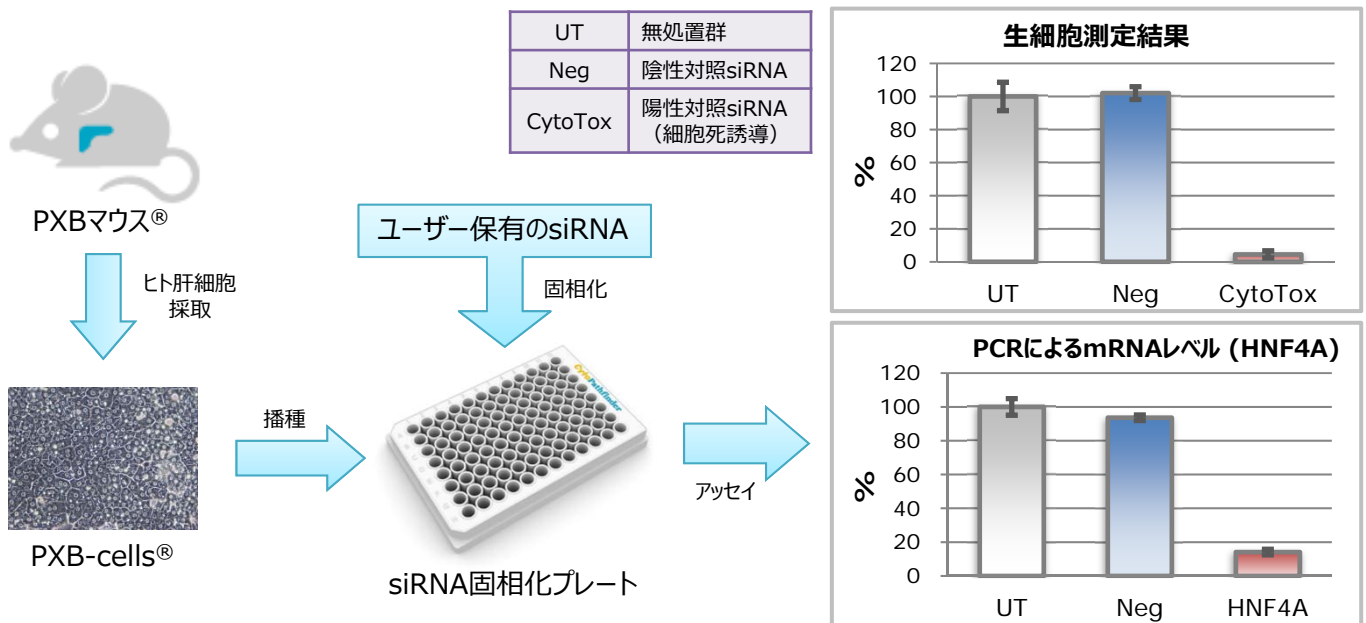 UT 無処置群
Neg 陰性対照siRNA
CytoTox 陽性対照siRNA
（細胞死誘導）
PXBマウス®
ヒト肝細胞
採取
PXB-cells®
播種
ユーザー保有のsiRNA
固相化
CytoPathfinder
siRNA固相化プレート
アッセイ
生細胞測定結果
%
120
100
80
60
40
20
0
UT Neg CytoTox
PCRによるmRNAレベル (HNF4A)
%
120
100
80
60
40
20
0
UT Neg HNF4A